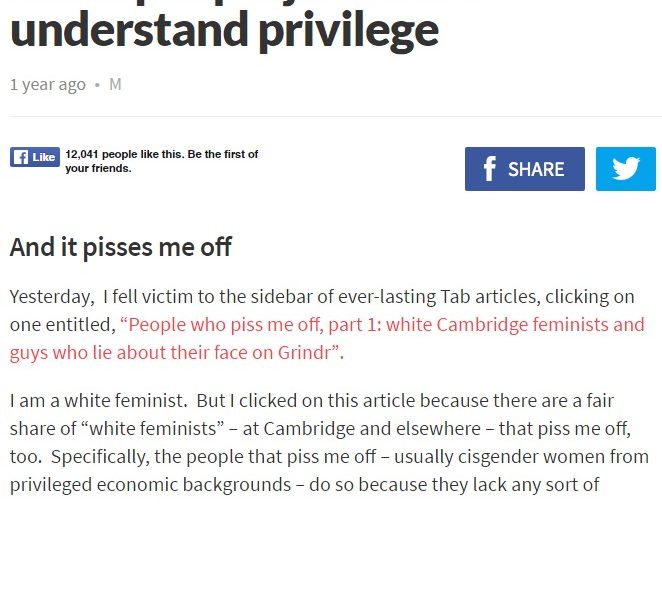 understand privilege
1 year ago • M
Like 12,041 people like this. Be the first of
your friends.
f SHARE
And it pisses me off
Yesterday,  I fell victim to the sidebar of ever-lasting Tab articles, clicking on
one entitled, “People who piss me off, part 1: white Cambridge feminists and
guys who lie about their face on Grindr”.
I am a white feminist.  But I clicked on this article because there are a fair
share of “white feminists” – at Cambridge and elsewhere – that piss me off,
too.  Specifically, the people that piss me off – usually cisgender women from
privileged economic backgrounds – do so because they lack any sort of